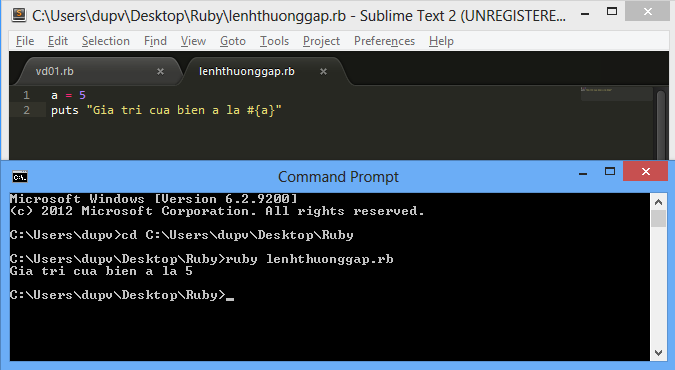 C:\Users\dupv\Desktop\Ruby\lenhthuonggap.rb - Sublime Text 2 (UNREGISTERE...
File Edit Selection Find View Goto Tools Project Preferences Help
vd01.rb lenhthuonggap.rb
1 a = 5
2 puts "Gia tri cua bien a la #{a}"
Command Prompt
Microsoft Windows [Version 6.2.9200]
(c) 2012 Microsoft Corporation. All rights reserved.
C:\Users\dupv>cd C:\Users\dupv\Desktop\Ruby
C:\Users\dupv\Desktop\Ruby>ruby lenhthuonggap.rb
Gia tri cua bien a la 5
C:\Users\dupv\Desktop\Ruby>_